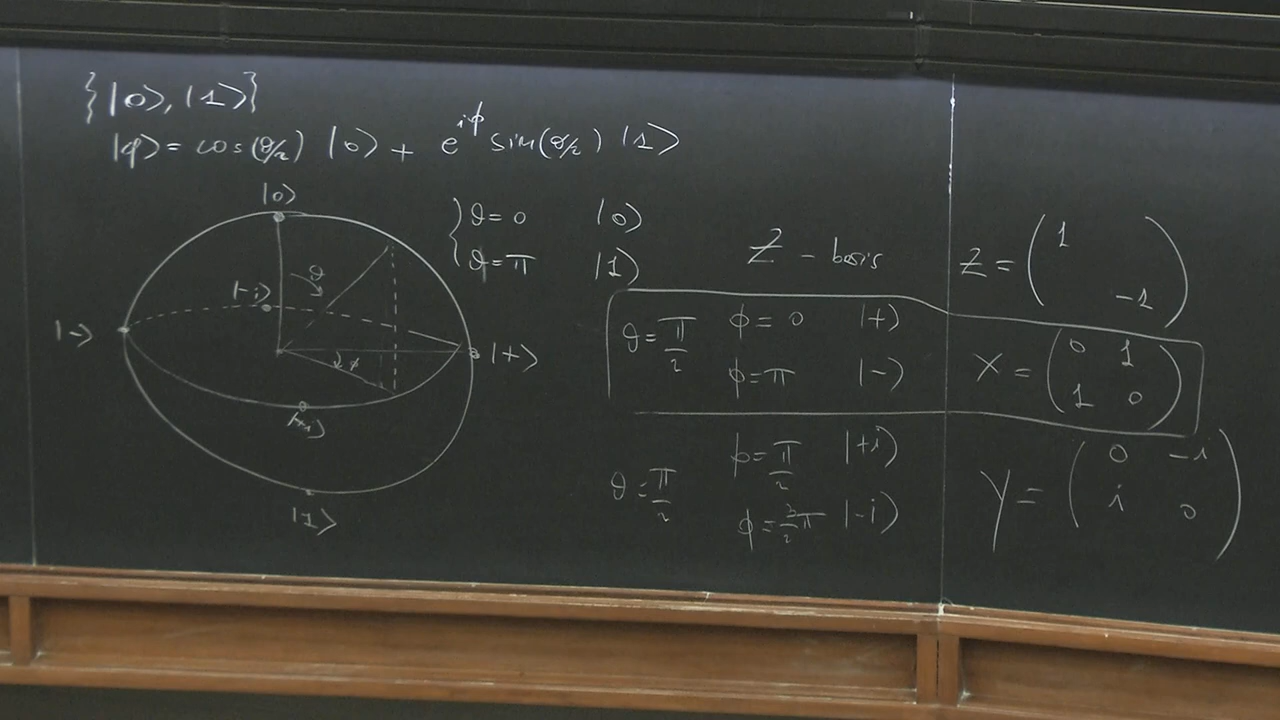 {|0⟩, |1⟩}
|φ⟩ = cos(ϑ/2) |0⟩ + e^{iϕ} sin(ϑ/2) |1⟩
|0⟩
ϑ
|-i⟩
|-⟩
|+⟩
ϕ
|+i⟩
|1⟩
{ ϑ = 0 |0⟩
ϑ = π |1⟩
Z - basis
Z = ( 1
-1 )
ϑ = π/2 ϕ = 0 |+⟩
ϕ = π |-⟩
X = ( 0 1
1 0 )
ϑ = π/2 ϕ = π/2 |+i⟩
ϕ = 3/2 π |-i⟩
Y = ( 0 -i
i 0 )